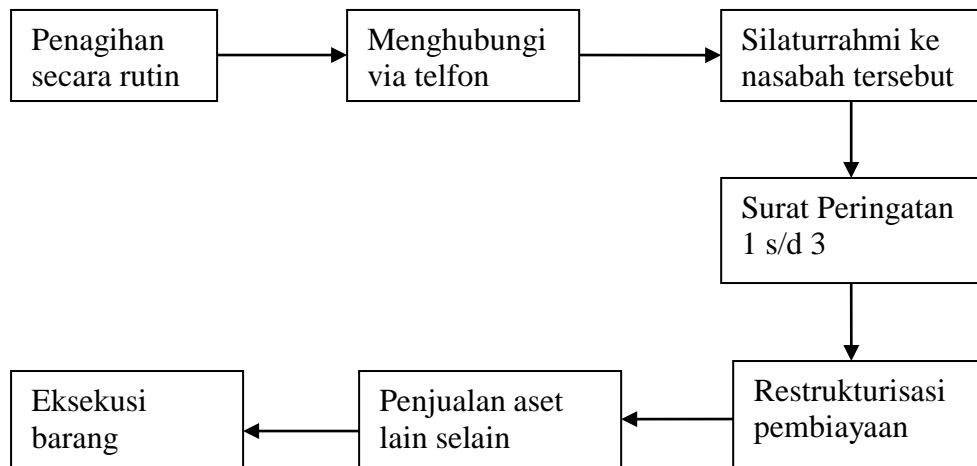 Penagihan
secara rutin
Menghubungi
via telfon
Silaturrahmi ke
nasabah tersebut
Surat Peringatan
1 s/d 3
Restrukturisasi
pembiayaan
Penjualan aset
lain selain
Eksekusi
barang